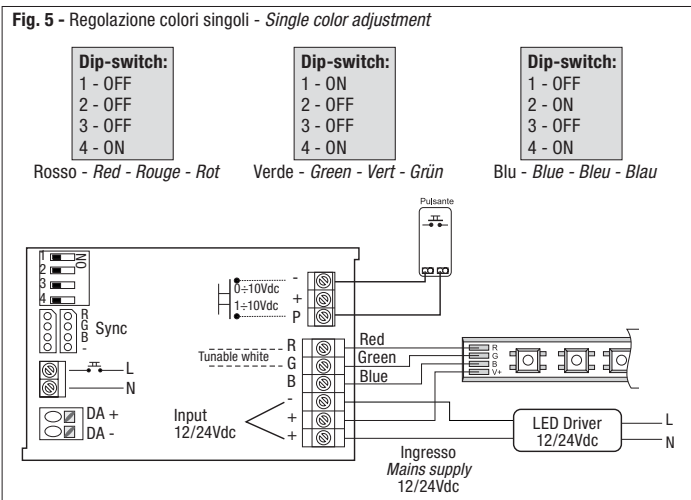 Fig. 5 - Regolazione colori singoli - Single color adjustment
Dip-switch:
1 - OFF
2 - OFF
3 - OFF
4 - ON
Rosso - Red - Rouge - Rot
Dip-switch:
1 - ON
2 - OFF
3 - OFF
4 - ON
Verde - Green - Vert - Grün
Dip-switch:
1 - OFF
2 - ON
3 - OFF
4 - ON
Blu - Blue - Bleu - Blau
Pulsante
1
2
3
4
ON
R
G
B
-
Sync
L
N
DA +
DA -
0÷10Vdc
1÷10Vdc
-
+
P
Tunable white
R
G
B
-
+
+
Input
12/24Vdc
Red
Green
Blue
R
G
B
V+
LED Driver
12/24Vdc
L
N
Ingresso
Mains supply
12/24Vdc